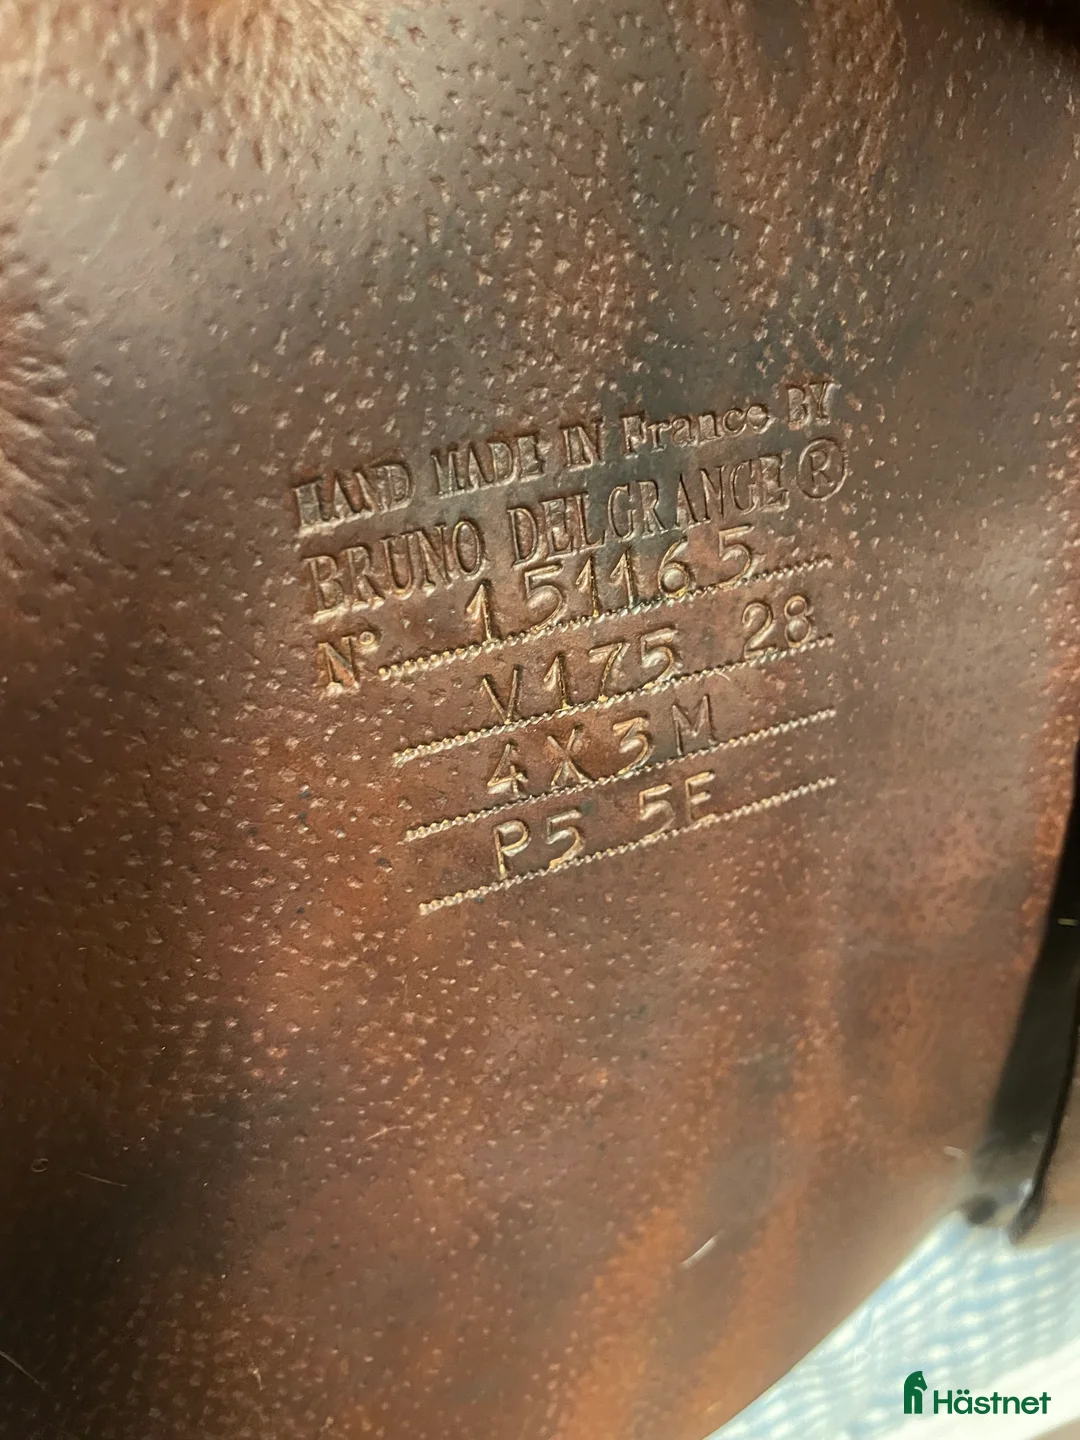 HAND MADE IN France BY
BRUNO DELGRANGE ®
N° 151165
V175 28
4X3M
P5 5E
Hästnet